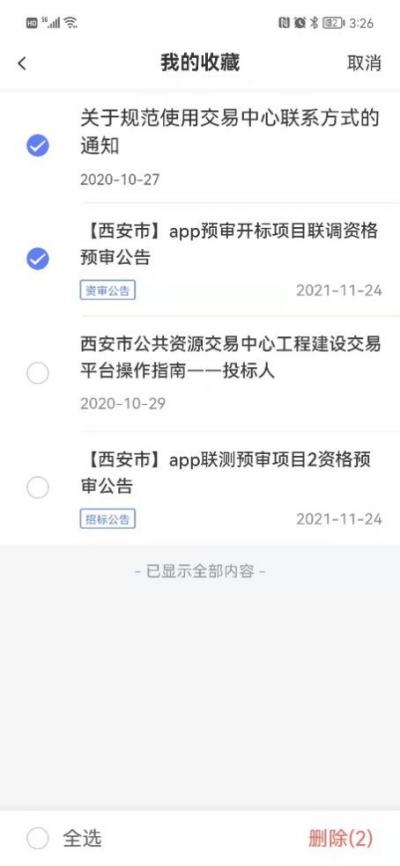 HD 5G 82 3:26
我的收藏 取消
关于规范使用交易中心联系方式的
通知
2020-10-27
【西安市】app预审开标项目联调资格
预审公告
资审公告 2021-11-24
西安市公共资源交易中心工程建设交易
平台操作指南——投标人
2020-10-29
【西安市】app联测预审项目2资格预
审公告
招标公告 2021-11-24
- 已显示全部内容 -
全选 删除(2)